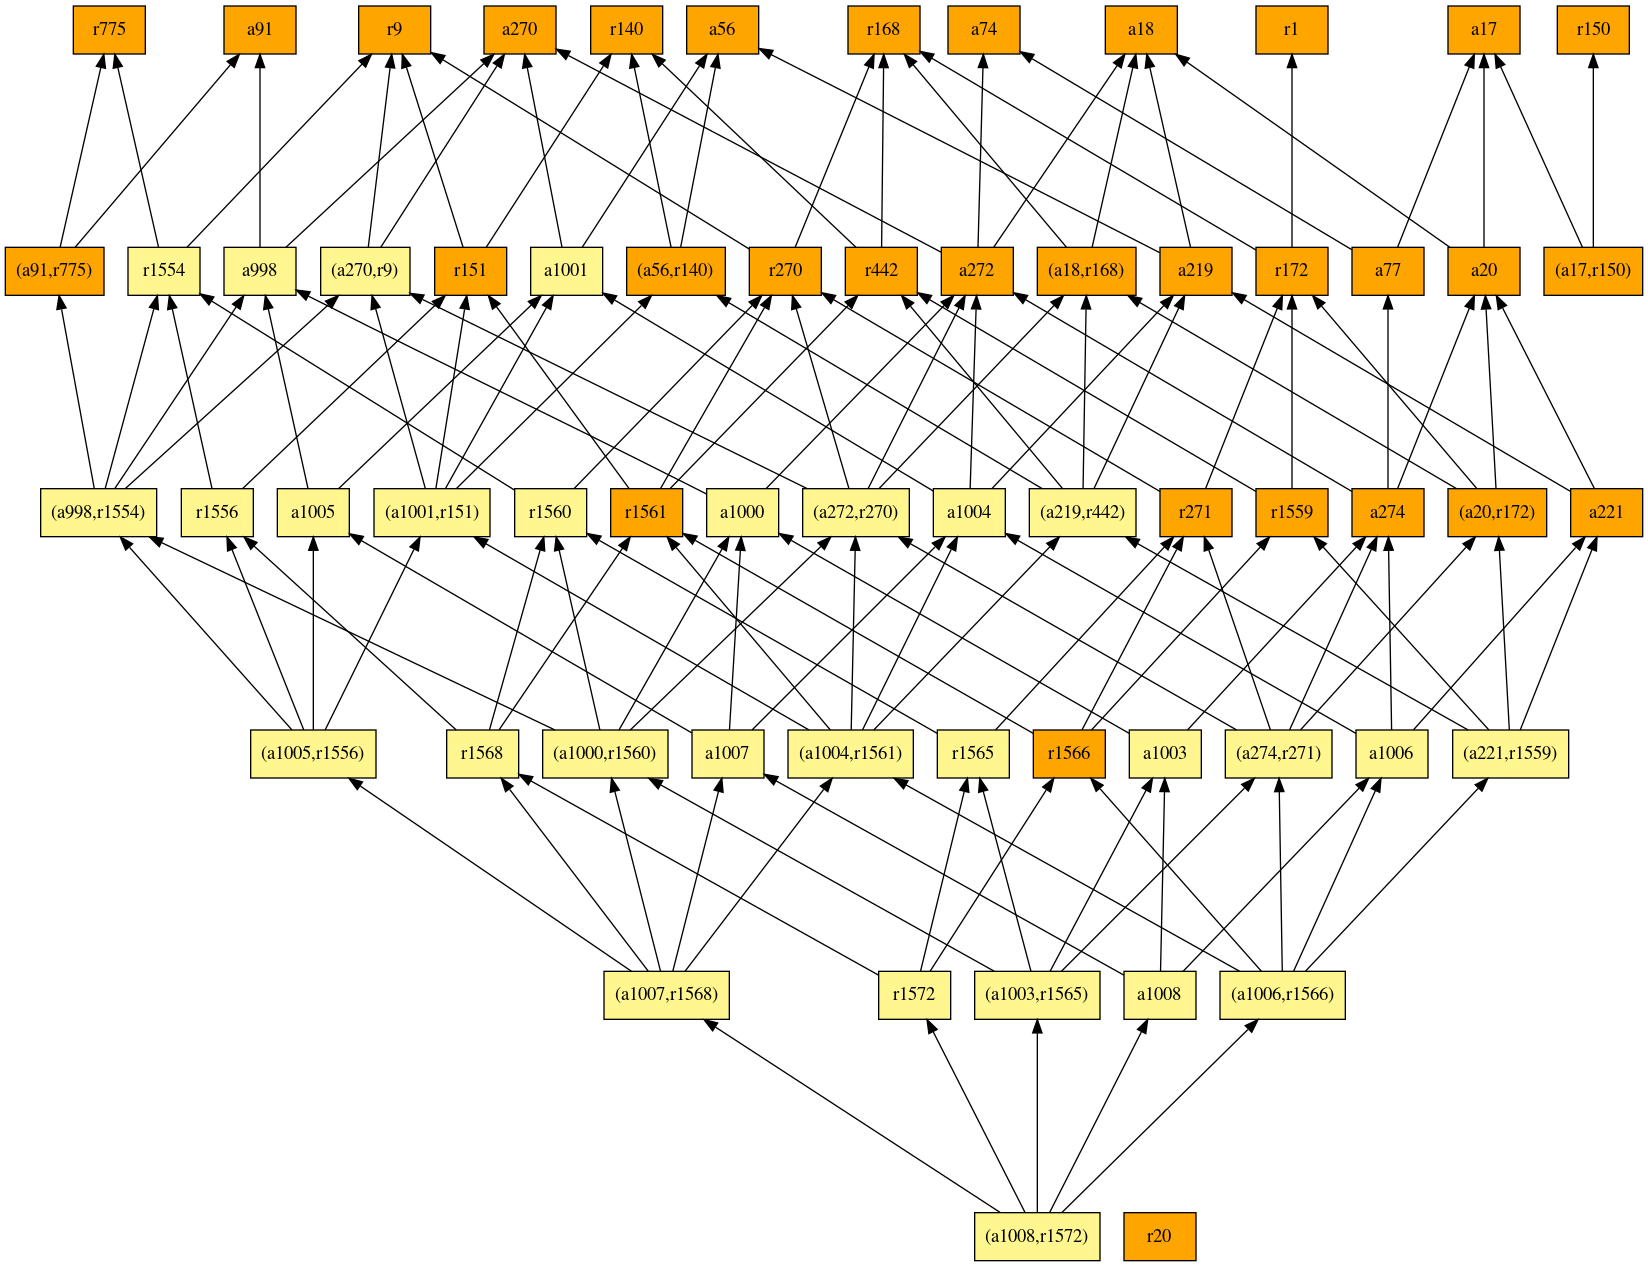 r775
a91
r9
a270
r140
a56
r168
a74
a18
r1
a17
r150
(a91,r775)
r1554
a998
(a270,r9)
r151
a1001
(a56,r140)
r270
r442
a272
(a18,r168)
a219
r172
a77
a20
(a17,r150)
(a998,r1554)
r1556
a1005
(a1001,r151)
r1560
r1561
a1000
(a272,r270)
a1004
(a219,r442)
r271
r1559
a274
(a20,r172)
a221
(a1005,r1556)
r1568
(a1000,r1560)
a1007
(a1004,r1561)
r1565
r1566
a1003
(a274,r271)
a1006
(a221,r1559)
(a1007,r1568)
r1572
(a1003,r1565)
a1008
(a1006,r1566)
(a1008,r1572)
r20